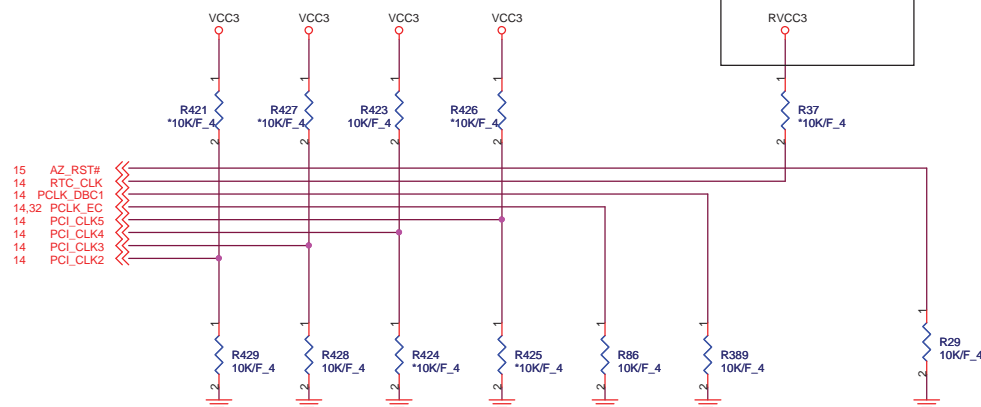 VCC3 VCC3 VCC3 VCC3 RVCC3
1 1 1 1 1
R421 R427 R423 R426 R37
*10K/F_4 *10K/F_4 10K/F_4 *10K/F_4 *10K/F_4
2 2 2 2 2
15 AZ_RST#
14 RTC_CLK
14 PCLK_DBC1
14,32 PCLK_EC
14 PCI_CLK5
14 PCI_CLK4
14 PCI_CLK3
14 PCI_CLK2
1 1 1 1 1 1 1
R429 R428 R424 R425 R86 R389 R29
10K/F_4 10K/F_4 *10K/F_4 *10K/F_4 10K/F_4 10K/F_4 10K/F_4
2 2 2 2 2 2 2